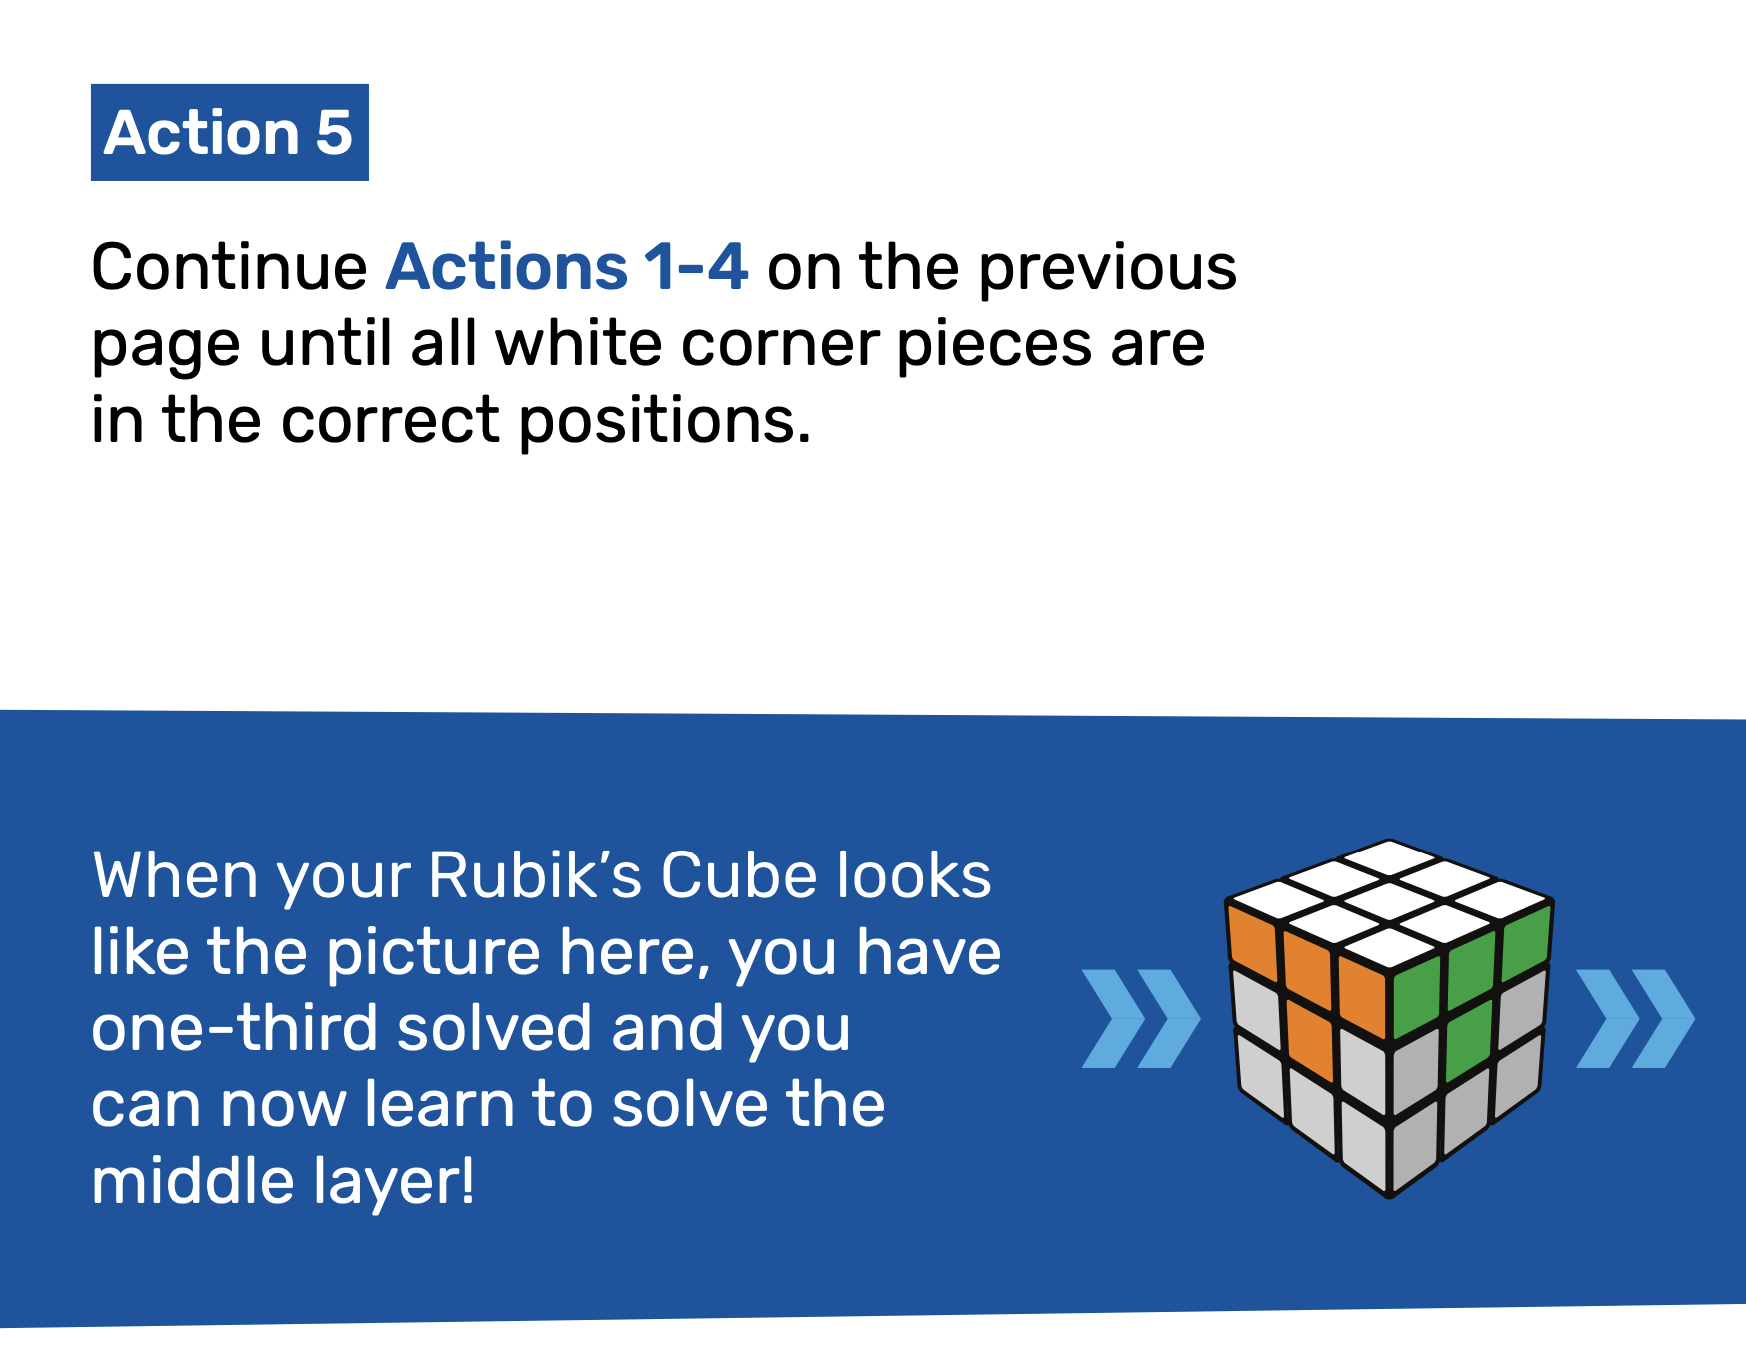 Action 5
Continue Actions 1-4 on the previous
page until all white corner pieces are
in the correct positions.
When your Rubik’s Cube looks
like the picture here, you have
one-third solved and you
can now learn to solve the
middle layer!